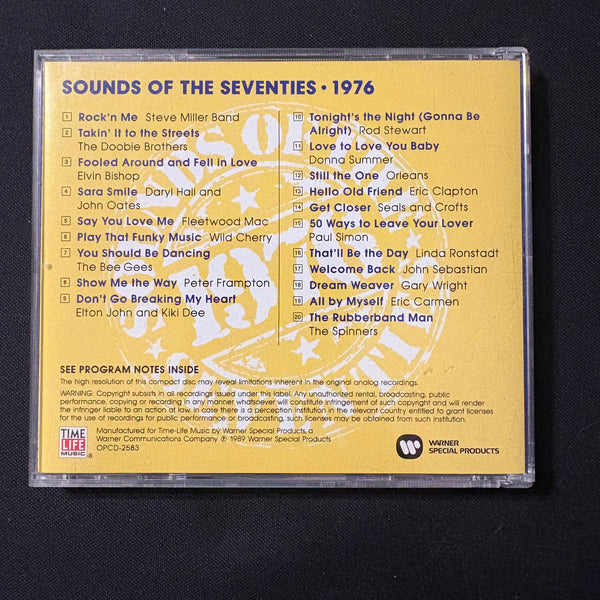 SOUNDS OF THE SEVENTIES • 1976
1 Rock'n Me Steve Miller Band
2 Takin' It to the Streets
The Doobie Brothers
3 Fooled Around and Fell in Love
Elvin Bishop
4 Sara Smile Daryl Hall and
John Oates
5 Say You Love Me Fleetwood Mac
6 Play That Funky Music Wild Cherry
7 You Should Be Dancing
The Bee Gees
8 Show Me the Way Peter Frampton
9 Don't Go Breaking My Heart
Elton John and Kiki Dee
10 Tonight's the Night (Gonna Be
Alright) Rod Stewart
11 Love to Love You Baby
Donna Summer
12 Still the One Orleans
13 Hello Old Friend Eric Clapton
14 Get Closer Seals and Crofts
15 50 Ways to Leave Your Lover
Paul Simon
16 That'll Be the Day Linda Ronstadt
17 Welcome Back John Sebastian
18 Dream Weaver Gary Wright
19 All by Myself Eric Carmen
20 The Rubberband Man
The Spinners
SOUNDS OF THE SEVENTIES
1976
SEE PROGRAM NOTES INSIDE
The high resolution of this compact disc may reveal limitations inherent in the original analog recordings.
WARNING: Copyright subsists in all recordings issued under this label. Any unauthorized rental, broadcasting, public
performance, copying or recording in any manner whatsoever will constitute infringement of such copyright and will render
the infringer liable to an action at law. In case there is a perception institution in the relevant country entitled to grant licenses
for the use of recordings for public performance or broadcasting, such licenses may be obtained from such institution.
TIME
LIFE
MUSIC ®
Manufactured for Time-Life Music by Warner Special Products, a
Warner Communications Company ℗ 1989 Warner Special Products
OPCD-2583
WARNER
SPECIAL PRODUCTS